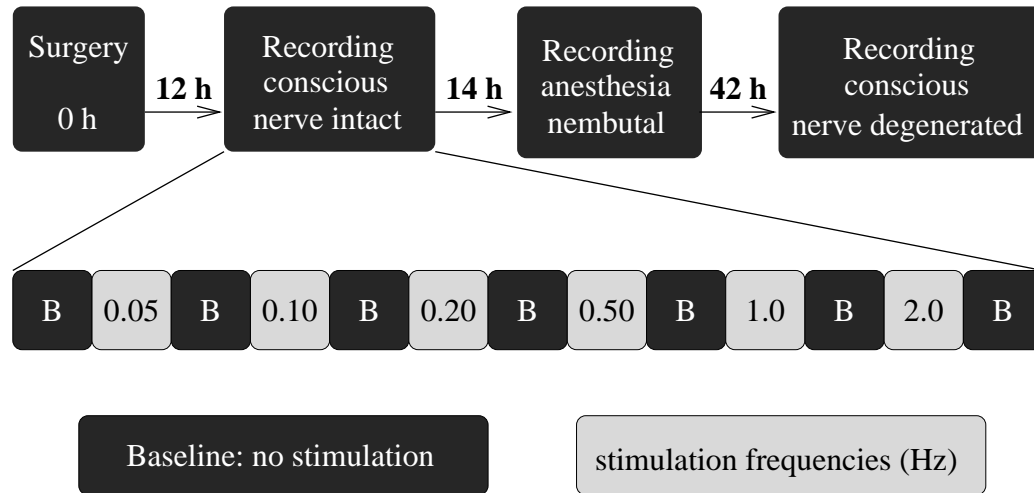 Surgery
0 h
12 h
Recording
conscious
nerve intact
14 h
Recording
anesthesia
nembutal
42 h
Recording
conscious
nerve degenerated
B 0.05 B 0.10 B 0.20 B 0.50 B 1.0 B 2.0 B
Baseline: no stimulation
stimulation frequencies (Hz)